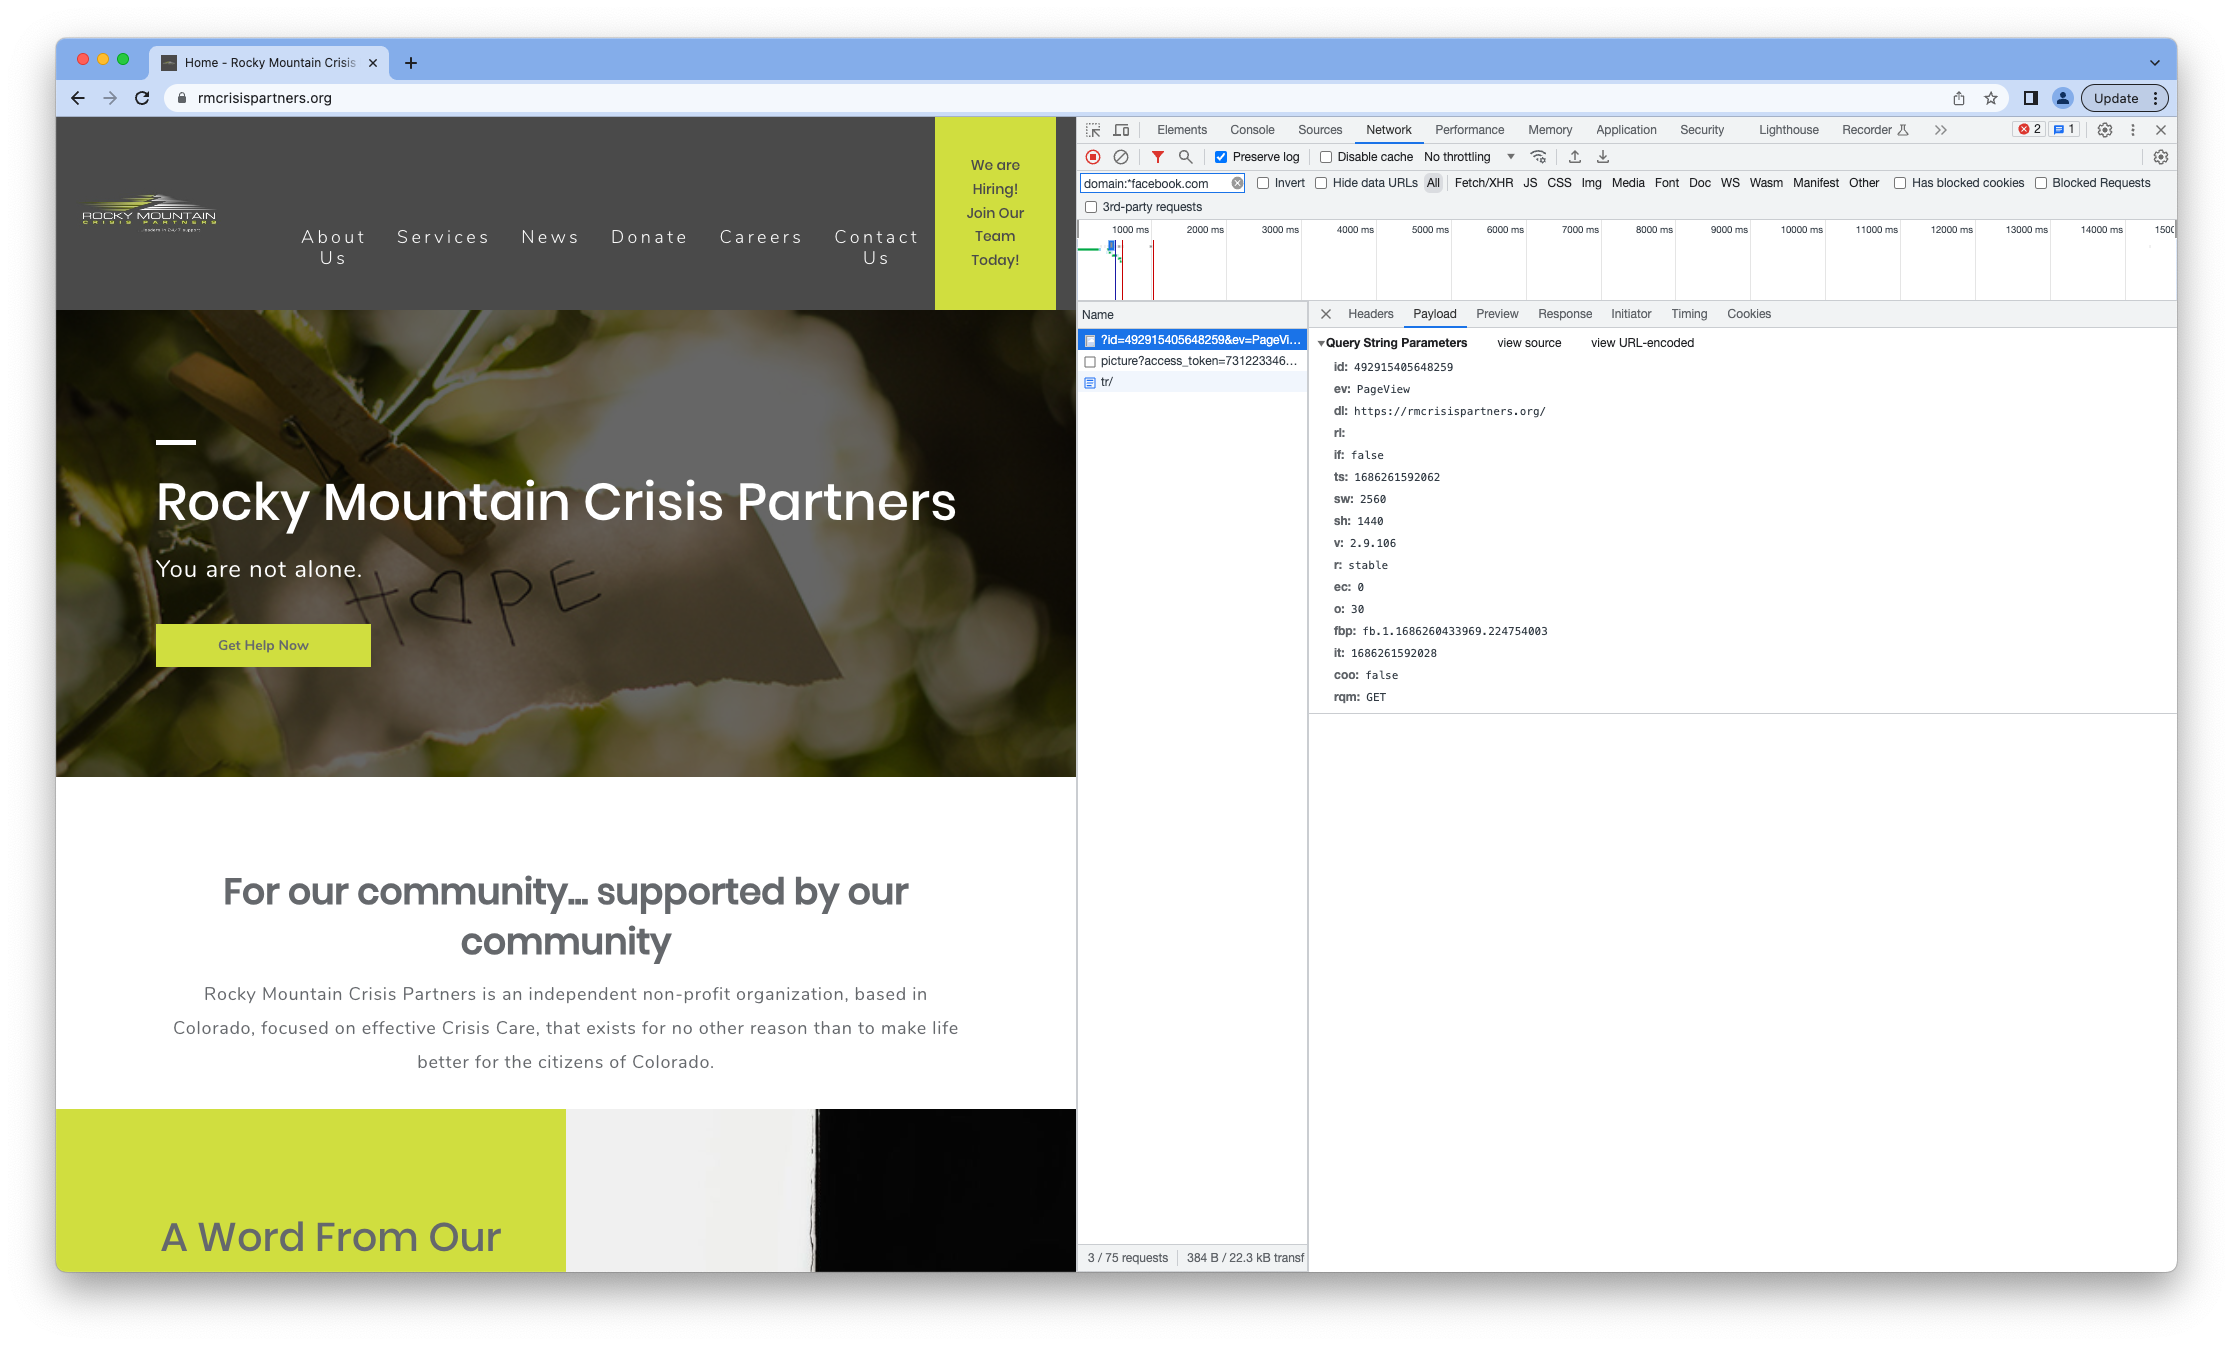 Home - Rocky Mountain Crisis
rmcrisispartners.org
Update
ROCKY MOUNTAIN
CRISIS PARTNERS
We are
Hiring!
Join Our
Team
Today!
About Us
Services
News
Donate
Careers
Contact Us
HOPE
Rocky Mountain Crisis Partners
You are not alone.
Get Help Now
For our community... supported by our
community
Rocky Mountain Crisis Partners is an independent non-profit organization, based in
Colorado, focused on effective Crisis Care, that exists for no other reason than to make life
better for the citizens of Colorado.
A Word From Our
Elements Console Sources Network Performance Memory Application Security Lighthouse Recorder 2 1
Preserve log Disable cache No throttling
domain:*facebook.com Invert Hide data URLs All Fetch/XHR JS CSS Img Media Font Doc WS Wasm Manifest Other Has blocked cookies Blocked Requests
3rd-party requests
1000 ms 2000 ms 3000 ms 4000 ms 5000 ms 6000 ms 7000 ms 8000 ms 9000 ms 10000 ms 11000 ms 12000 ms 13000 ms 14000 ms 1500
Name
?id=492915405648259&ev=PageVi...
picture?access_token=731223346...
tr/
3 / 75 requests 384 B / 22.3 kB transf
Headers Payload Preview Response Initiator Timing Cookies
Query String Parameters view source view URL-encoded
id: 492915405648259
ev: PageView
dl: https://rmcrisispartners.org/
rl:
if: false
ts: 1686261592062
sw: 2560
sh: 1440
v: 2.9.106
r: stable
ec: 0
o: 30
fbp: fb.1.1686260433969.224754003
it: 1686261592028
coo: false
rqm: GET